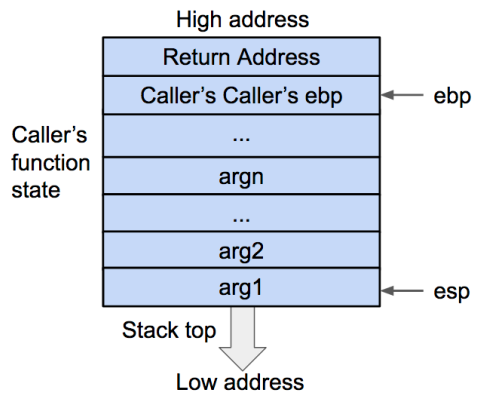 High address
Return Address
Caller's Caller's ebp
ebp
Caller's
function
state
...
argn
...
arg2
arg1
esp
Stack top
Low address